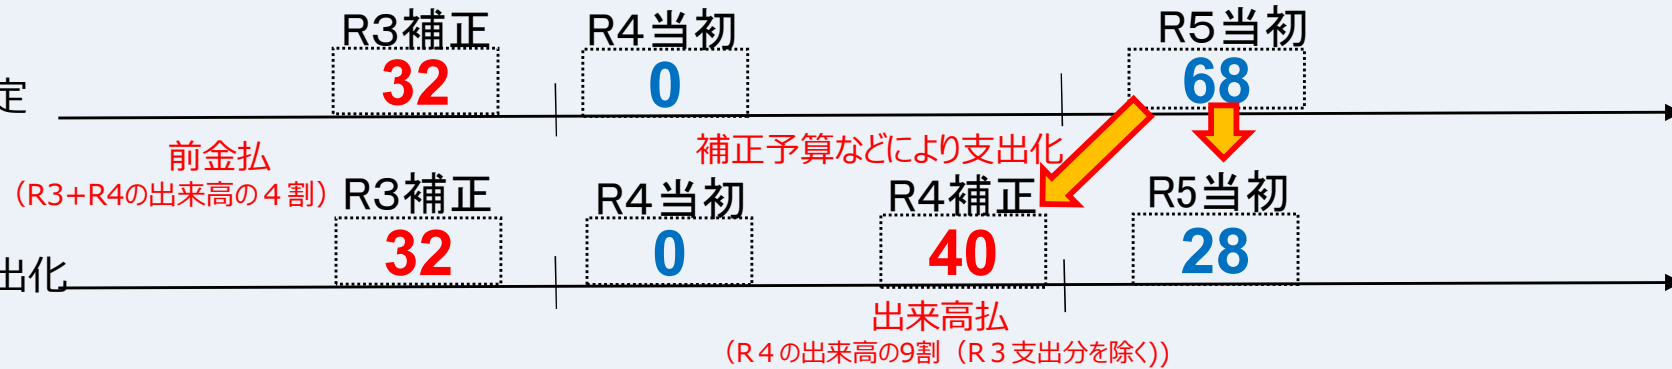 R3補正 R4当初 R5当初
32 0 68
定
前金払
補正予算などにより支出化
（R3+R4の出来高の４割）
R3補正 R4当初 R4補正 R5当初
32 0 40 28
出化
出来高払
（R４の出来高の9割（R３支出分を除く))